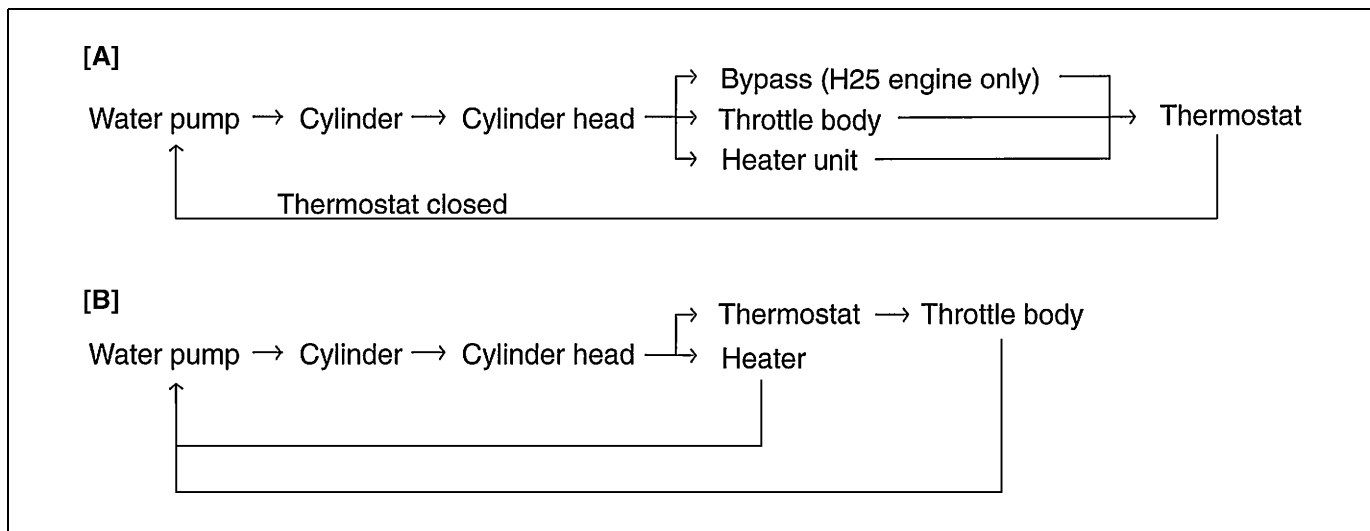 [A]
Bypass (H25 engine only)
Water pump → Cylinder → Cylinder head → Throttle body → Thermostat
Heater unit
Thermostat closed
[B]
Thermostat → Throttle body
Water pump → Cylinder → Cylinder head → Heater